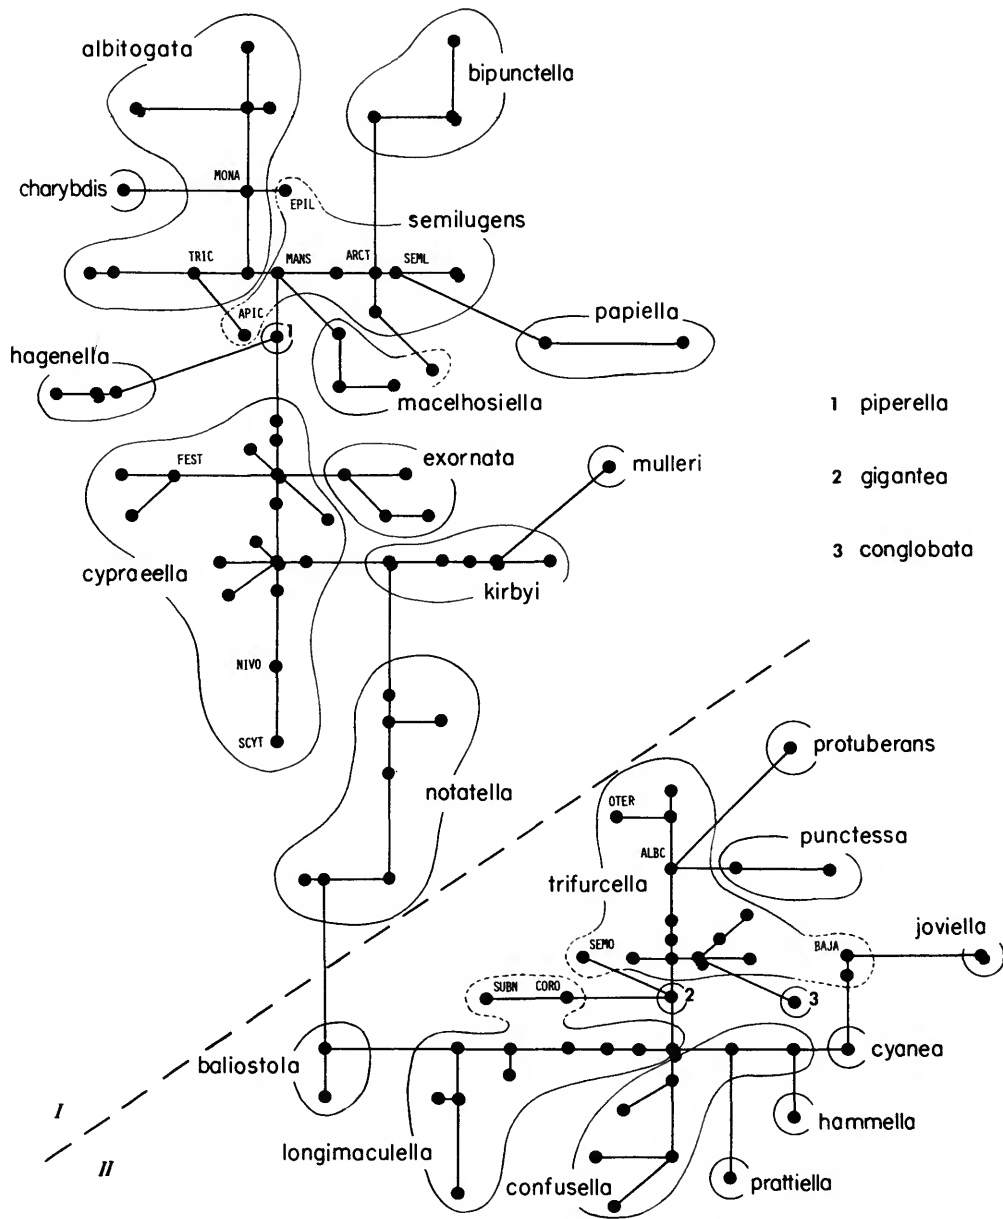 albitogata
bipunctella
charybdis
MONA
EPIL
semilugens
TRIC
MANS
ARCT
SEML
APIC
1
papiella
hagenella
macelhosiella
1 piperella
FEST
exornata
mulleri
2 gigantea
3 conglobata
cypraeella
kirbyi
NIVO
SCYT
protuberans
notatella
OTER
punctessa
ALBC
trifurcella
joviella
SEMO
BAJA
SUBN
CORO
2
3
baliostola
cyanea
I
hammella
longimaculella
II
confusella
prattiella